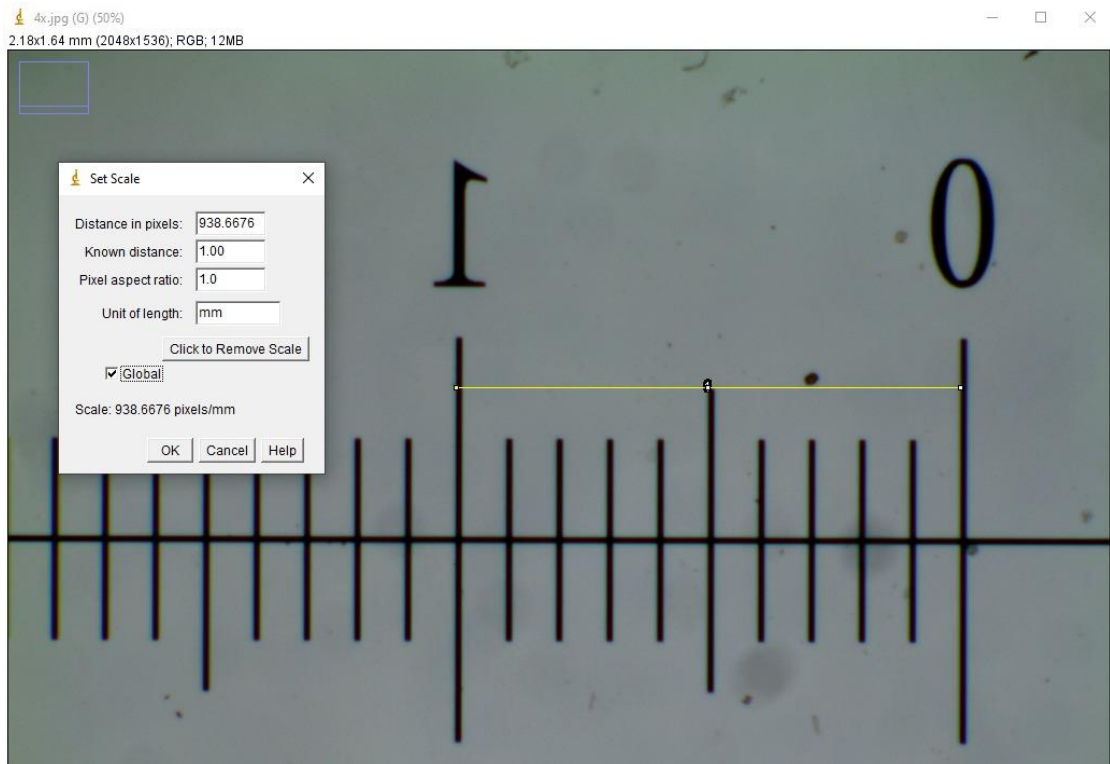 4x.jpg (G) (50%)
2.18x1.64 mm (2048x1536); RGB; 12MB
1 0
Set Scale
Distance in pixels: 938.6676
Known distance: 1.00
Pixel aspect ratio: 1.0
Unit of length: mm
Click to Remove Scale
Global
Scale: 938.6676 pixels/mm
OK Cancel Help